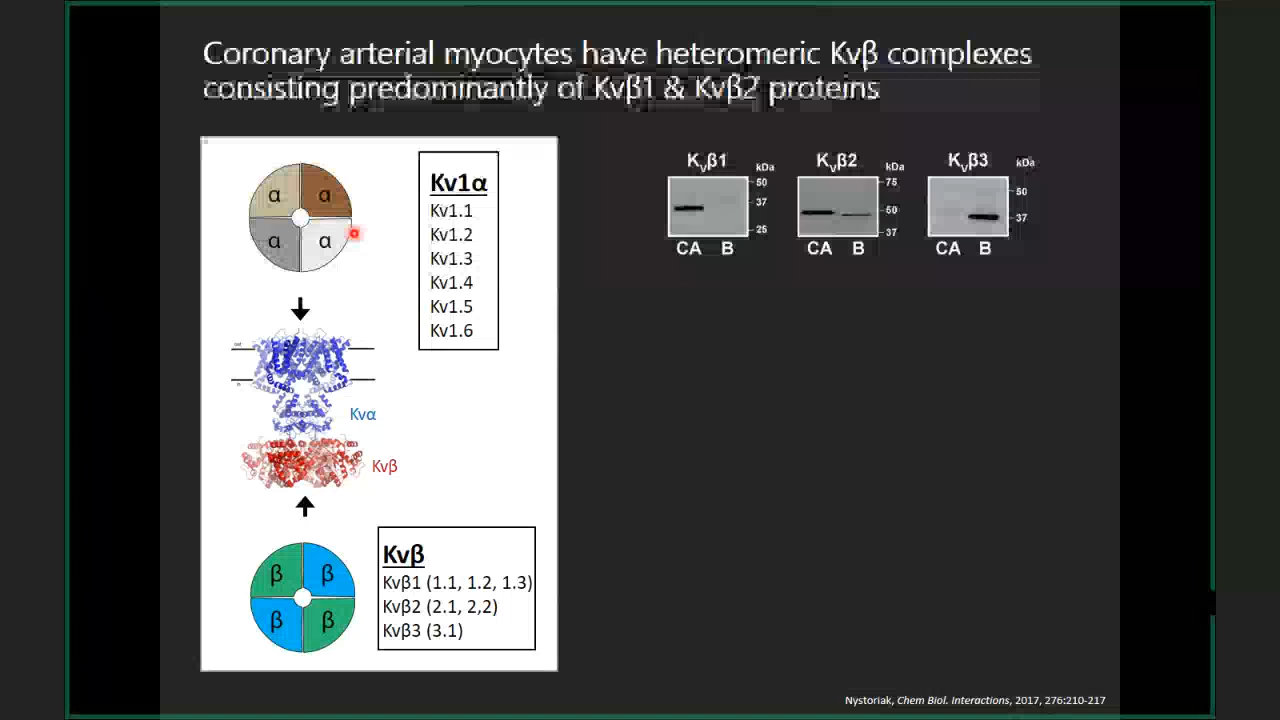 Coronary arterial myocytes have heteromeric Kvβ complexes
consisting predominantly of Kvβ1 & Kvβ2 proteins
α α
α α
Kv1α
Kv1.1
Kv1.2
Kv1.3
Kv1.4
Kv1.5
Kv1.6
Kvα
Kvβ
β β
β β
Kvβ
Kvβ1 (1.1, 1.2, 1.3)
Kvβ2 (2.1, 2,2)
Kvβ3 (3.1)
KVβ1
kDa
50
37
25
CA B
KVβ2
kDa
75
50
37
CA B
KVβ3
kDa
50
37
CA B
Nystoriak, Chem Biol. Interactions, 2017, 276:210-217